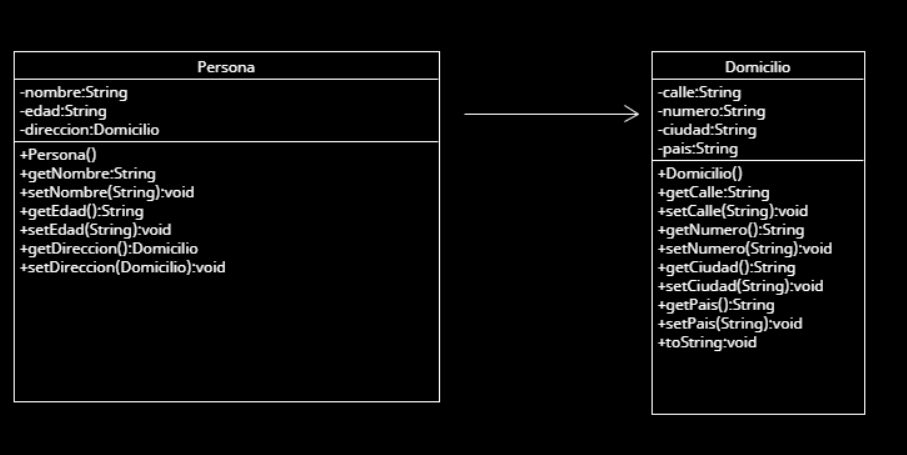 Persona
-nombre:String
-edad:String
-direccion:Domicilio
+Persona()
+getNombre:String
+setNombre(String):void
+getEdad():String
+setEdad(String):void
+getDireccion():Domicilio
+setDireccion(Domicilio):void
Domicilio
-calle:String
-numero:String
-ciudad:String
-pais:String
+Domicilio()
+getCalle:String
+setCalle(String):void
+getNumero():String
+setNumero(String):void
+getCiudad():String
+setCiudad(String):void
+getPais():String
+setPais(String):void
+toString:void